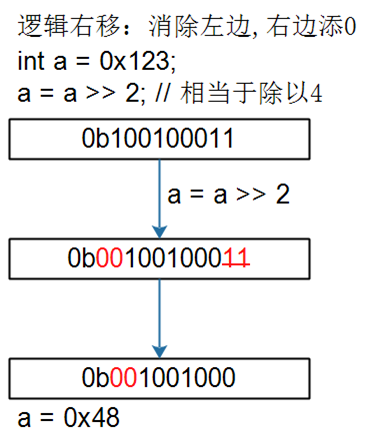 逻辑右移：消除左边,右边添0
int a = 0x123;
a = a >> 2; // 相当于除以4
0b100100011
a = a >> 2
0b00100100011
0b001001000
a = 0x48